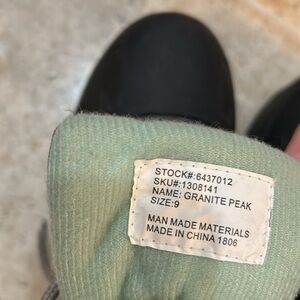 STOCK#:6437012
SKU#:1308141
NAME: GRANITE PEAK
SIZE:9
MAN MADE MATERIALS
MADE IN CHINA 1806